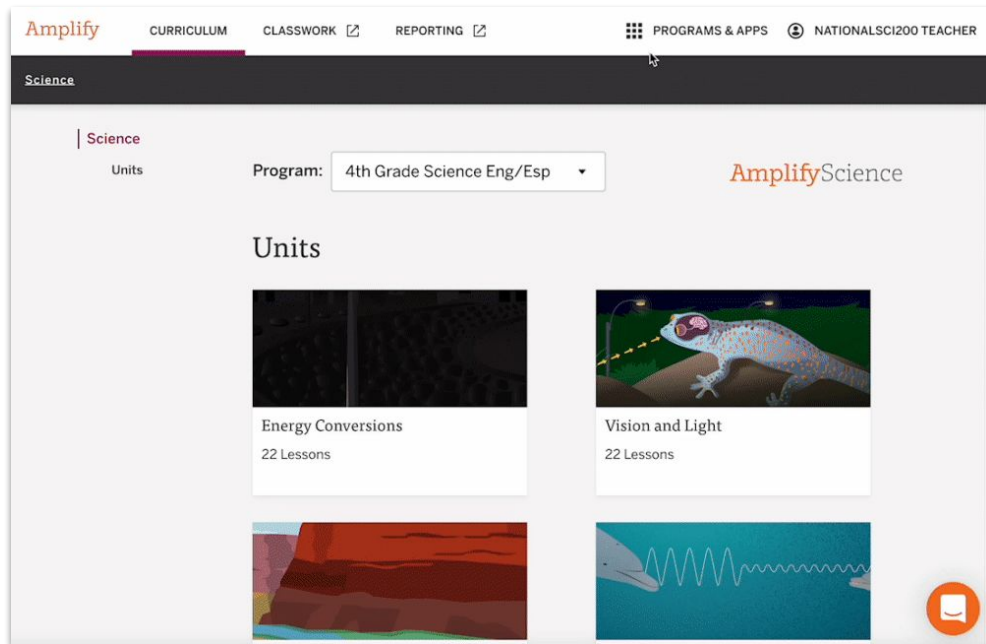 Amplify CURRICULUM CLASSWORK REPORTING PROGRAMS & APPS NATIONALSCI200 TEACHER
Science
Science
Units
Program: 4th Grade Science Eng/Esp
AmplifyScience
Units
Energy Conversions
22 Lessons
Vision and Light
22 Lessons